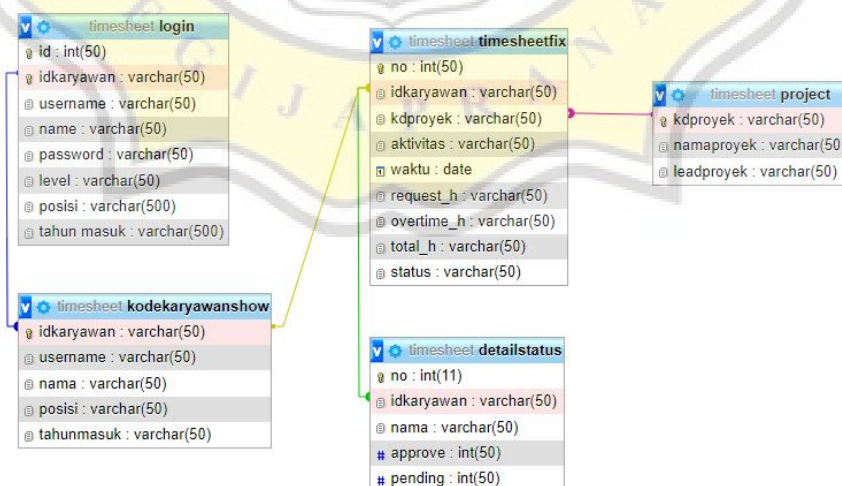 timesheet login
id : int(50)
idkaryawan : varchar(50)
username : varchar(50)
name : varchar(50)
password : varchar(50)
level : varchar(50)
posisi : varchar(500)
tahun masuk : varchar(500)
timesheet kodekaryawanshow
idkaryawan : varchar(50)
username : varchar(50)
nama : varchar(50)
posisi : varchar(50)
tahunmasuk : varchar(50)
timesheet timesheetfix
no : int(50)
idkaryawan : varchar(50)
kdproyek : varchar(50)
aktivitas : varchar(50)
waktu : date
request_h : varchar(50)
overtime_h : varchar(50)
total_h : varchar(50)
status : varchar(50)
timesheet detailstatus
no : int(11)
idkaryawan : varchar(50)
nama : varchar(50)
# approve : int(50)
# pending : int(50)
timesheet project
kdproyek : varchar(50)
namaproyek : varchar(50
leadproyek : varchar(50)
G I J A P R A N A